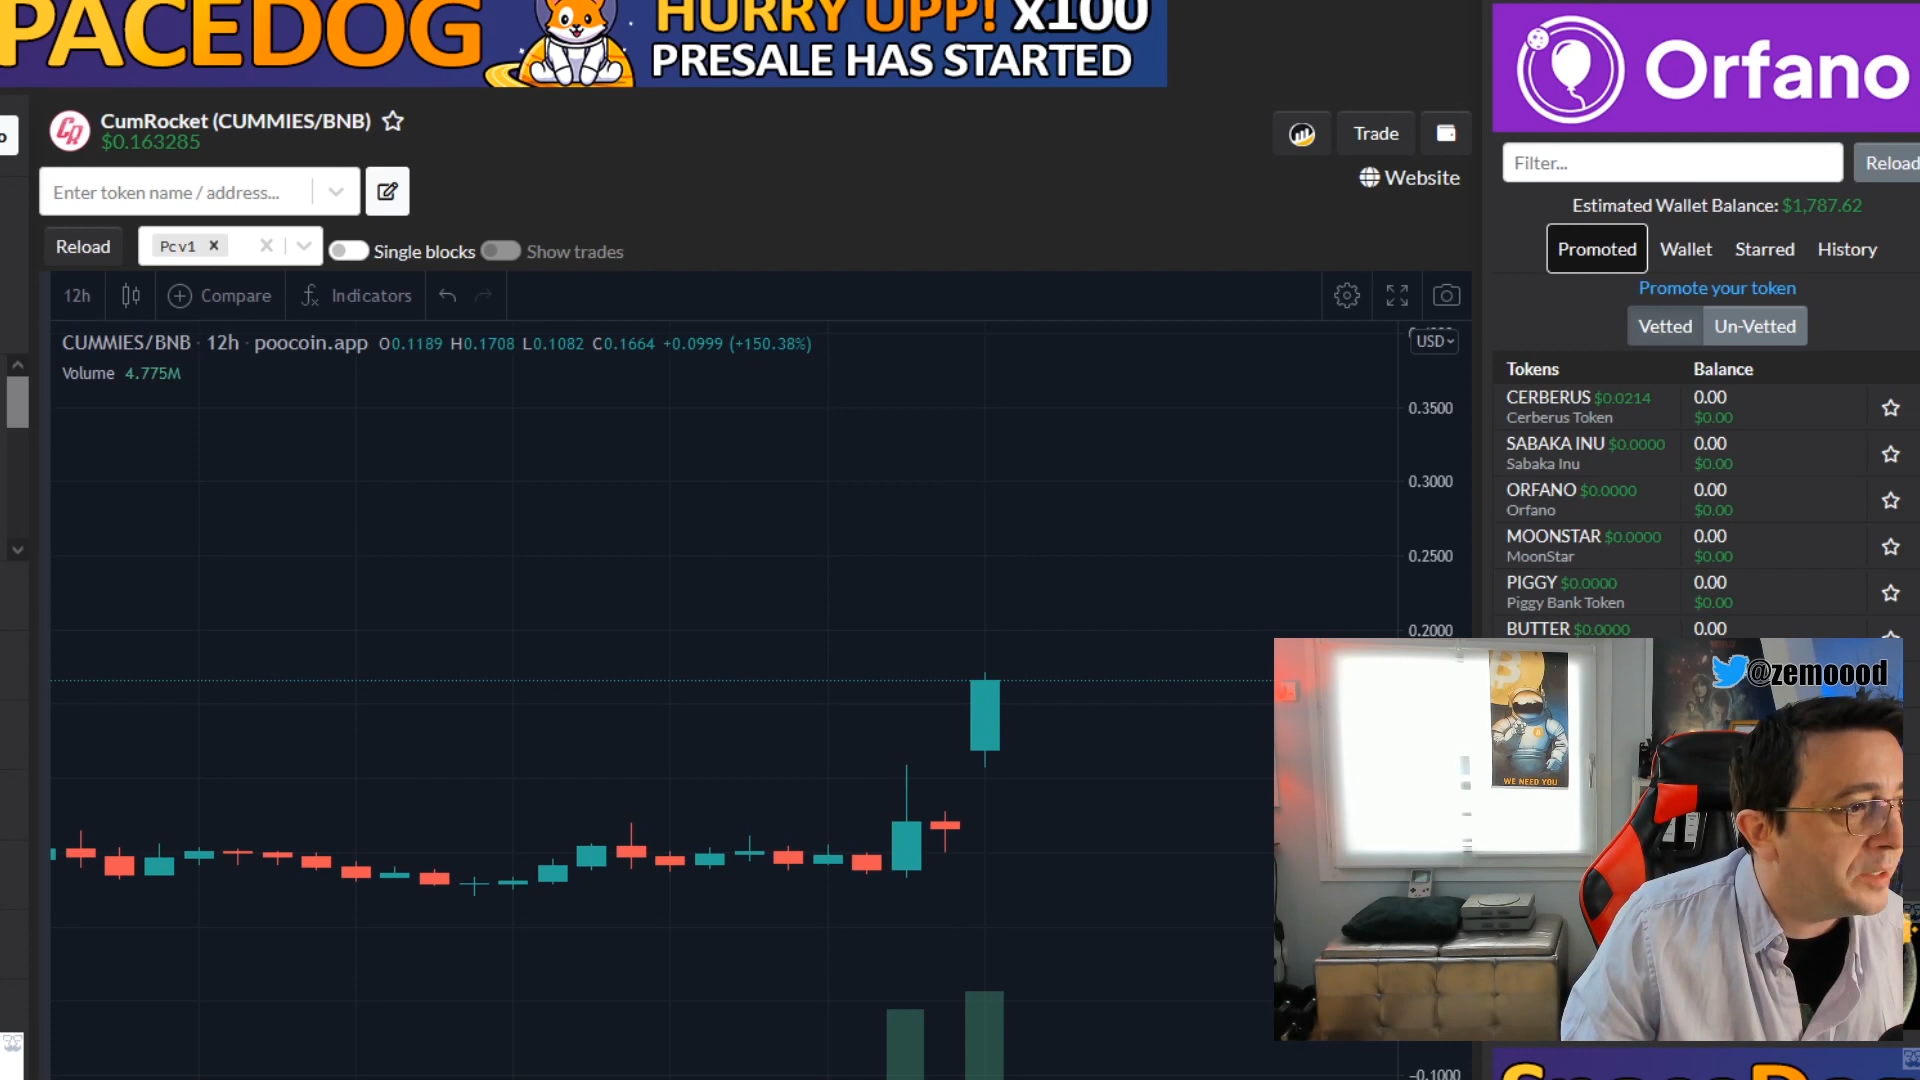 PACEDOG
HURRY UPP! x100
PRESALE HAS STARTED
Orfano
CR
CumRocket (CUMMIES/BNB)
$0.163285
Trade
Website
Enter token name / address...
Reload
Pcv1
Single blocks
Show trades
12h
Compare
Indicators
CUMMIES/BNB · 12h · poocoin.app O0.1189 H0.1708 L0.1082 C0.1664 +0.0999 (+150.38%)
Volume 4.775M
USD
0.3500
0.3000
0.2500
0.2000
-0.1000
Filter...
Reload
Estimated Wallet Balance: $1,787.62
Promoted
Wallet
Starred
History
Promote your token
Vetted
Un-Vetted
Tokens
Balance
CERBERUS $0.0214
0.00
Cerberus Token
$0.00
SABAKA INU $0.0000
0.00
Sabaka Inu
$0.00
ORFANO $0.0000
0.00
Orfano
$0.00
MOONSTAR $0.0000
0.00
MoonStar
$0.00
PIGGY $0.0000
0.00
Piggy Bank Token
$0.00
BUTTER $0.0000
0.00
@zemoood
WE NEED YOU